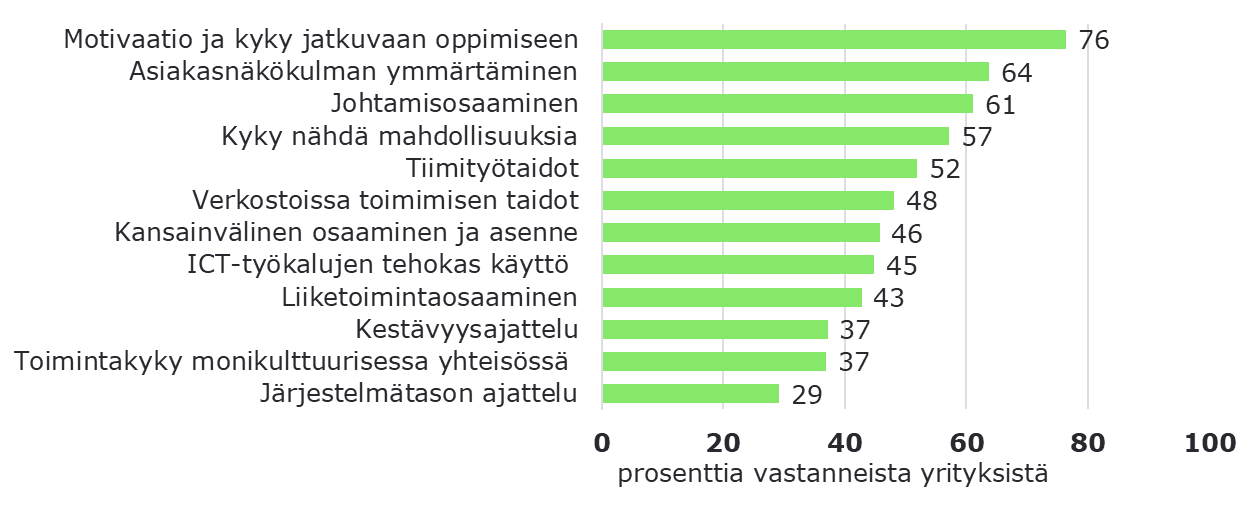 Motivaatio ja kyky jatkuvaan oppimiseen 76
Asiakasnäkökulman ymmärtäminen 64
Johtamisosaaminen 61
Kyky nähdä mahdollisuuksia 57
Tiimityötaidot 52
Verkostoissa toimimisen taidot 48
Kansainvälinen osaaminen ja asenne 46
ICT-työkalujen tehokas käyttö 45
Liiketoimintaosaaminen 43
Kestävyysajattelu 37
Toimintakyky monikulttuurisessa yhteisössä 37
Järjestelmätason ajattelu 29
0 20 40 60 80 100
prosenttia vastanneista yrityksistä